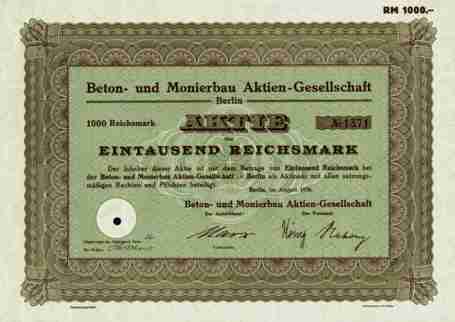 RM 1000.–
Beton- und Monierbau Aktien-Gesellschaft
Berlin
1000 Reichsmark
AKTIE
№ 1371
über
EINTAUSEND REICHSMARK
Der Inhaber dieser Aktie ist mit dem Betrage von Eintausend Reichsmark bei
der Beton- und Monierbau Aktien-Gesellschaft in Berlin als Aktionär mit allen satzungs-
mäßigen Rechten und Pflichten beteiligt.
Berlin, im August 1938.
Beton- und Monierbau Aktien-Gesellschaft
Der Aufsichtsrat: Der Vorstand: